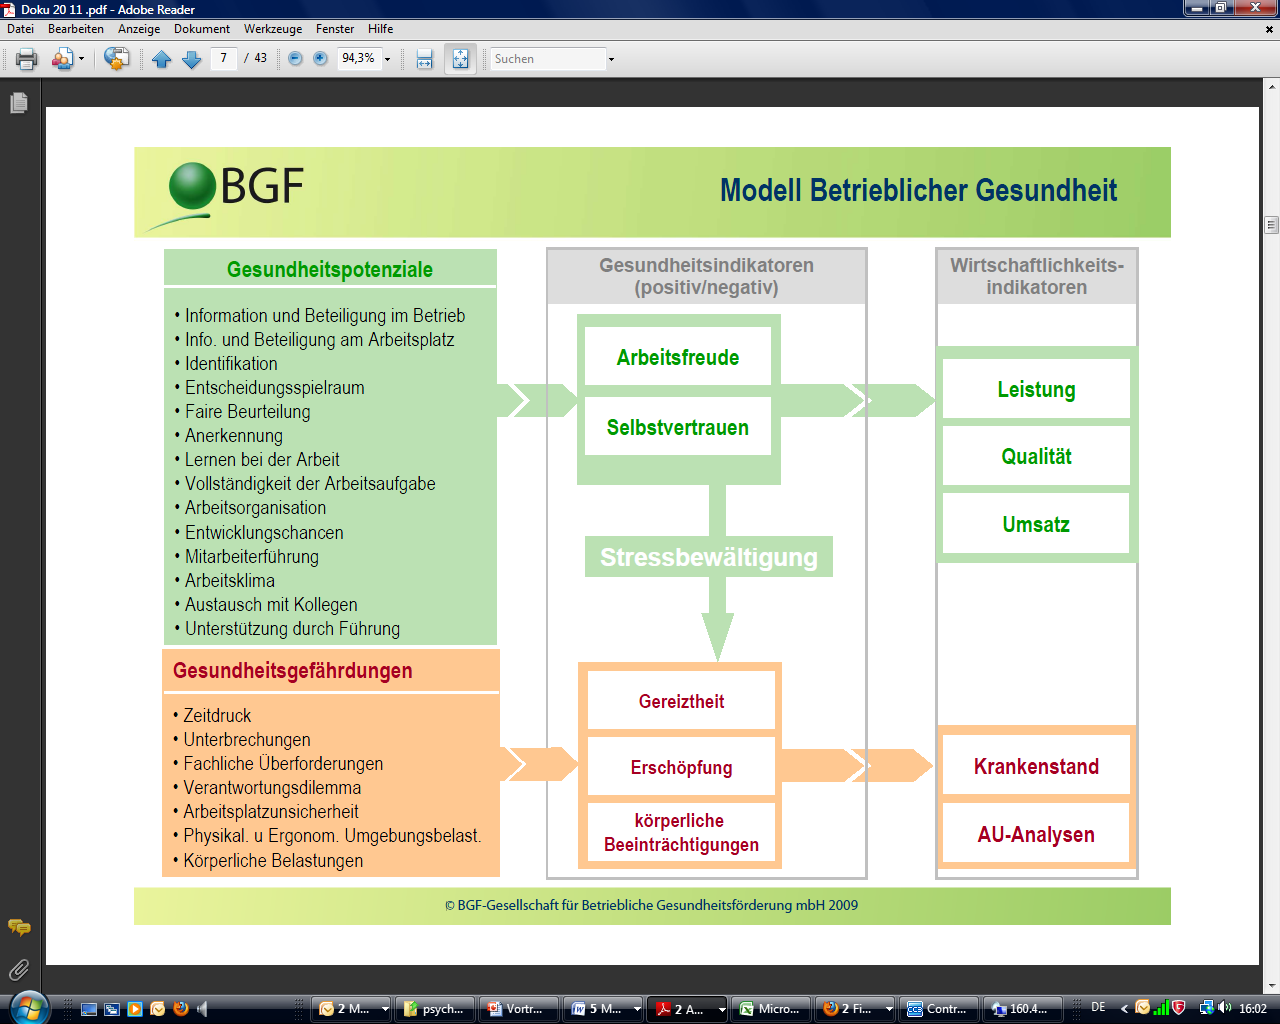 Doku 20 11 .pdf - Adobe Reader
Datei Bearbeiten Anzeige Dokument Werkzeuge Fenster Hilfe
7 / 43 94,3% Suchen
BGF
Modell Betrieblicher Gesundheit
Gesundheitspotenziale
• Information und Beteiligung im Betrieb
• Info. und Beteiligung am Arbeitsplatz
• Identifikation
• Entscheidungsspielraum
• Faire Beurteilung
• Anerkennung
• Lernen bei der Arbeit
• Vollständigkeit der Arbeitsaufgabe
• Arbeitsorganisation
• Entwicklungschancen
• Mitarbeiterführung
• Arbeitsklima
• Austausch mit Kollegen
• Unterstützung durch Führung
Gesundheitsgefährdungen
• Zeitdruck
• Unterbrechungen
• Fachliche Überforderungen
• Verantwortungsdilemma
• Arbeitsplatzunsicherheit
• Physikal. u Ergonom. Umgebungsbelast.
• Körperliche Belastungen
Gesundheitsindikatoren
(positiv/negativ)
Arbeitsfreude
Selbstvertrauen
Stressbewältigung
Gereiztheit
Erschöpfung
körperliche
Beeinträchtigungen
Wirtschaftlichkeits-
indikatoren
Leistung
Qualität
Umsatz
Krankenstand
AU-Analysen
© BGF-Gesellschaft für Betriebliche Gesundheitsförderung mbH 2009
2 M... psych... Vortr... 5 M... 2 A... Micro... 2 Fi... Contr... 160.4... DE 16:02